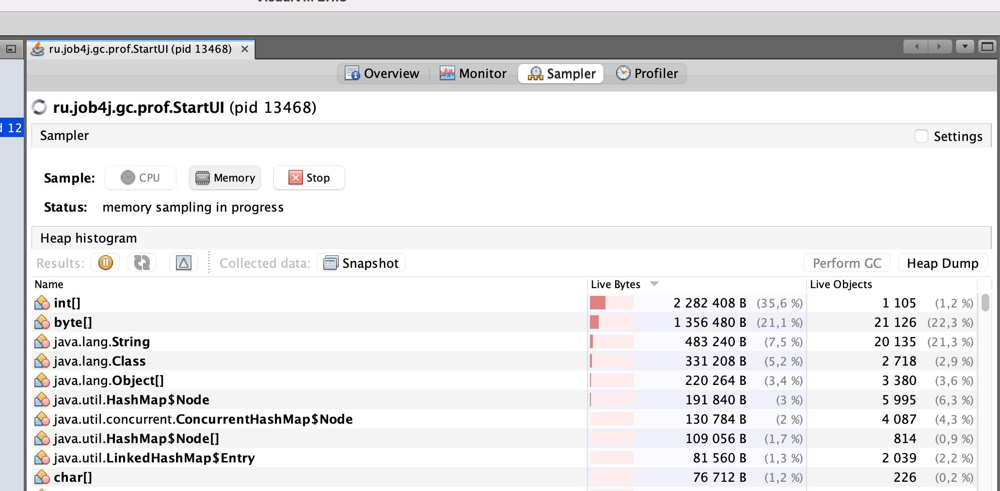 VisualVM 2.1.8
ru.job4j.gc.prof.StartUI (pid 13468)
Overview Monitor Sampler Profiler
ru.job4j.gc.prof.StartUI (pid 13468)
12
Sampler Settings
Sample: CPU Memory Stop
Status: memory sampling in progress
Heap histogram
Results: Collected data: Snapshot Perform GC Heap Dump
Name Live Bytes Live Objects
int[] 2 282 408 B (35,6 %) 1 105 (1,2 %)
byte[] 1 356 480 B (21,1 %) 21 126 (22,3 %)
java.lang.String 483 240 B (7,5 %) 20 135 (21,3 %)
java.lang.Class 331 208 B (5,2 %) 2 718 (2,9 %)
java.lang.Object[] 220 264 B (3,4 %) 3 380 (3,6 %)
java.util.HashMap$Node 191 840 B (3 %) 5 995 (6,3 %)
java.util.concurrent.ConcurrentHashMap$Node 130 784 B (2 %) 4 087 (4,3 %)
java.util.HashMap$Node[] 109 056 B (1,7 %) 814 (0,9 %)
java.util.LinkedHashMap$Entry 81 560 B (1,3 %) 2 039 (2,2 %)
char[] 76 712 B (1,2 %) 226 (0,2 %)